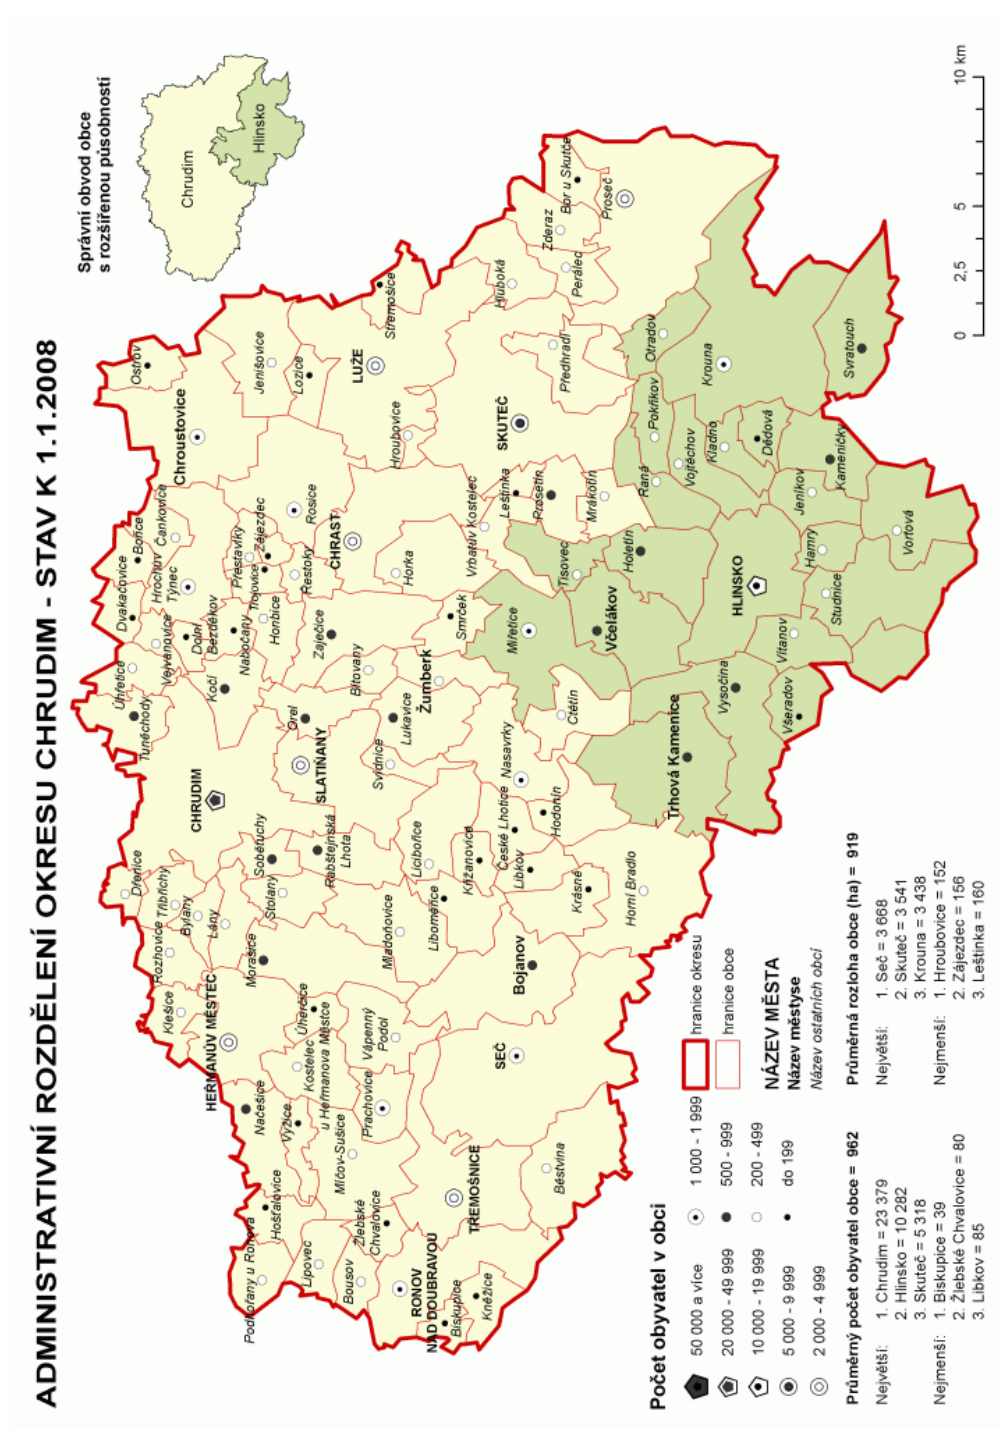 ADMINISTRATIVNÍ ROZDĚLENÍ OKRESU CHRUDIM - STAV K 1.1.2008
Správní obvod obce
s rozšířenou působností
Chrudim
Hlinsko
Ostrov
Chroustovice
Jenišovice
Lozice
LUŽE
Střemošice
Hrubovice
Hluboká
SKUTEČ
Předhradí
Zderaz
Perálec
Bor u Skutče
Proseč
Otradov
Krouna
Pokřikov
Raná
Vojtěchov
Kladno
Dědová
Svratouch
Kameničky
Jeníkov
Vortová
Hamry
Studnice
HLINSKO
Vítanov
Holetín
Tisovec
Včelákov
Miřetice
Vysočina
Všeradov
Trhová Kamenice
Ctětín
Mrákotín
Prosetín
Leštinka
Vrbatův Kostelec
Horka
CHRAST
Rosice
Řestoky
Zájezdec
Přestavlky
Trojovice
Honbice
Čankovice
Bořice
Hrochův
Týnec
Dvakačovice
Vejvanovice
Dolní
Bezděkov
Nabočany
Kočí
Úhřetice
Tuněchody
Zaječice
Bítovany
Smrček
Žumberk
Lukavice
Orel
SLATIŇANY
Svídnice
CHRUDIM
Nasavrky
České Lhotice
Hodonín
Libkov
Křižanovice
Krásné
Horní Bradlo
Bojanov
Liboměřice
Mladoňovice
Lcibořice
Rabštejnská
Lhota
Sobětuchy
Stolany
Morašice
Lány
Bylany
Třibřichy
Dřenice
Rozhovice
Klešice
HEŘMANŮV MĚSTEC
Úherčice
Kostelec
u Heřmanova Městce
Vápenný
Podol
Prachovice
Načešice
Vyžice
Míčov-Sušice
SEČ
TŘEMOŠNICE
Běstvina
Hošťalovice
Žlebské
Chvalovice
Podhořany u Ronova
Lipovec
Bousov
RONOV
NAD DOUBRAVOU
Biskupice
Kněžice
0 2,5 5 10 km
Počet obyvatel v obci
50 000 a více
20 000 - 49 999
10 000 - 19 999
5 000 - 9 999
2 000 - 4 999
1 000 - 1 999
500 - 999
200 - 499
do 199
hranice okresu
hranice obce
NÁZEV MĚSTA
Název městyse
Název ostatních obcí
Průměrný počet obyvatel obce = 962
Největší: 1. Chrudim = 23 379
2. Hlinsko = 10 282
3. Skuteč = 5 318
Nejmenší: 1. Biskupice = 39
2. Žlebské Chvalovice = 80
3. Libkov = 85
Průměrná rozloha obce (ha) = 919
Největší: 1. Seč = 3 668
2. Skuteč = 3 541
3. Krouna = 3 438
Nejmenší: 1. Hroubovice = 152
2. Zájezdec = 156
3. Leštinka = 160